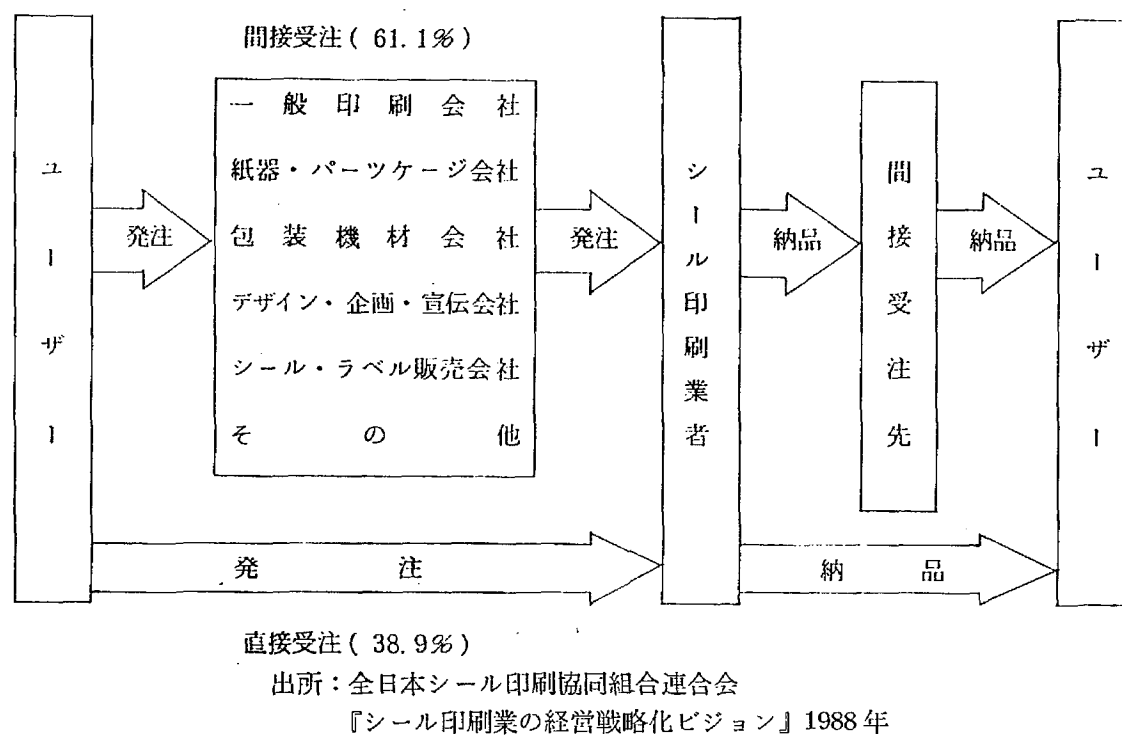 間接受注(61.1%)
一般印刷会社
紙器・パーツケージ会社
包装機材会社
デザイン・企画・宣伝会社
シール・ラベル販売会社
その他
ユーザー
発注
発注
シール印刷業者
納品
間接受注先
納品
ユーザー
発注
納品
直接受注(38.9%)
出所:全日本シール印刷協同組合連合会
『シール印刷業の経営戦略化ビジョン』1988年